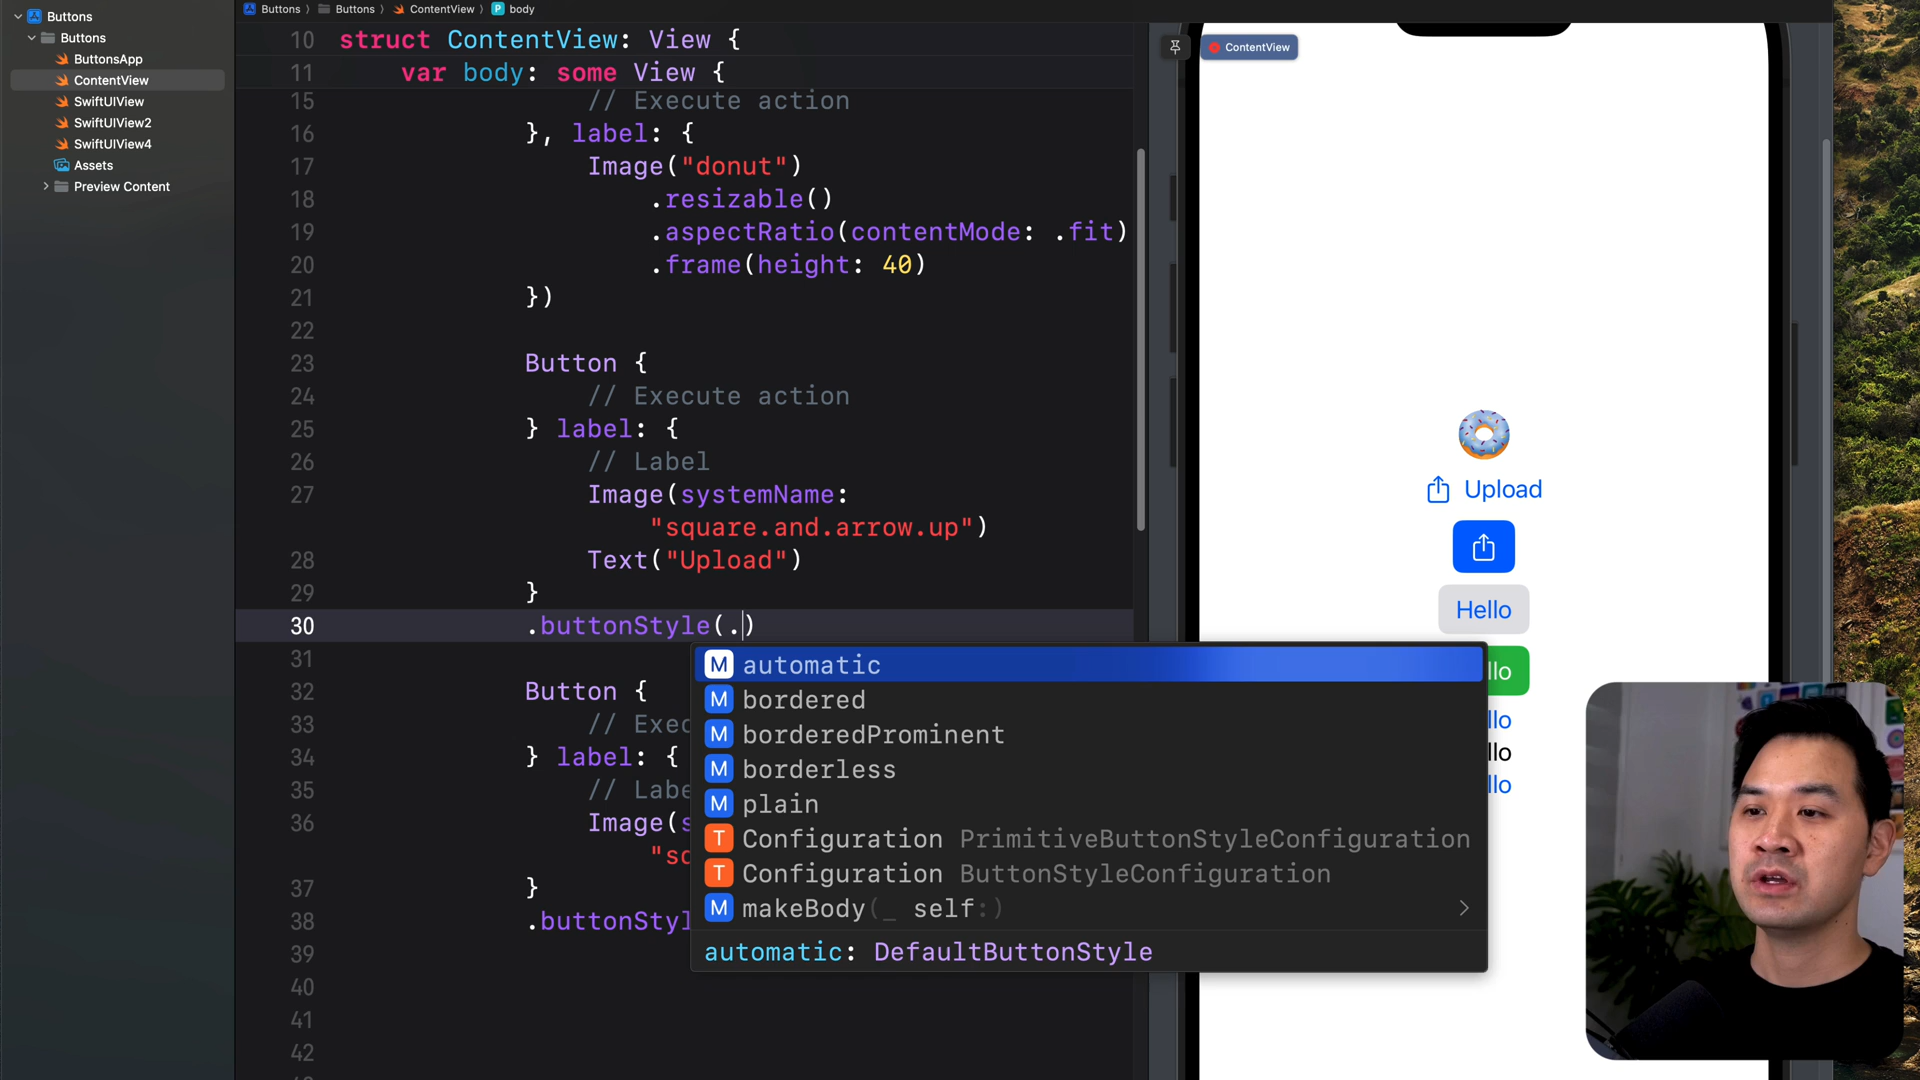 Buttons
Buttons
ButtonsApp
ContentView
SwiftUIView
SwiftUIView2
SwiftUIView4
Assets
Preview Content
Buttons 〉 Buttons 〉 ContentView 〉 P body
10 struct ContentView: View {
11 var body: some View {
15 // Execute action
16 }, label: {
17 Image("donut")
18 .resizable()
19 .aspectRatio(contentMode: .fit)
20 .frame(height: 40)
21 })
22
23 Button {
24 // Execute action
25 } label: {
26 // Label
27 Image(systemName:
"square.and.arrow.up")
28 Text("Upload")
29 }
30 .buttonStyle(.)
31
32 Button {
33 // Exec
34 } label: {
35 // Labe
36 Image(s
"sq
37 }
38 .buttonStyl
39
40
41
42
M automatic
M bordered
M borderedProminent
M borderless
M plain
T Configuration PrimitiveButtonStyleConfiguration
T Configuration ButtonStyleConfiguration
M makeBody(_ self:)
automatic: DefaultButtonStyle
ContentView
Upload
Hello
llo
llo
llo
llo